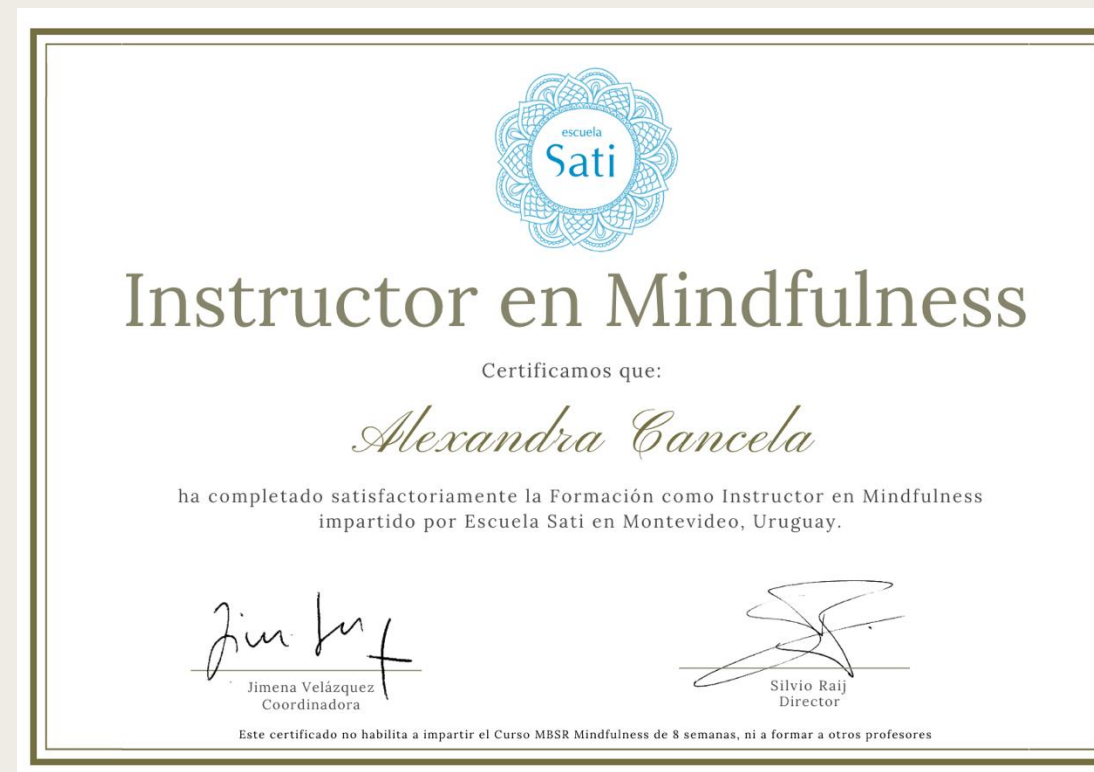 escuela
Sati
Instructor en Mindfulness
Certificamos que:
Alexandra Cancela
ha completado satisfactoriamente la Formación como Instructor en Mindfulness
impartido por Escuela Sati en Montevideo, Uruguay.
Jimena Velázquez
Coordinadora
Silvio Raij
Director
Este certificado no habilita a impartir el Curso MBSR Mindfulness de 8 semanas, ni a formar a otros profesores